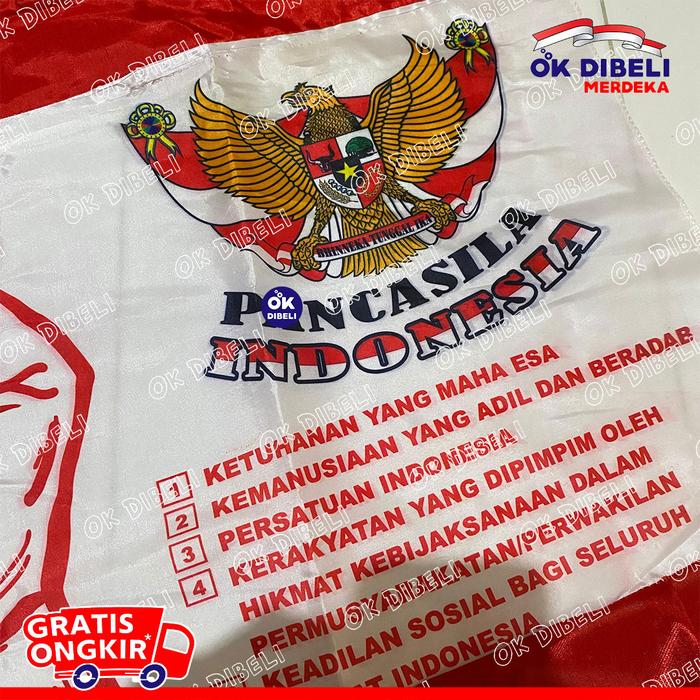 OK DIBELI
MERDEKA
BHINNEKA TUNGGAL IKA
PANCASILA
OK
DIBELI
INDONESIA
1 KETUHANAN YANG MAHA ESA
2 KEMANUSIAAN YANG ADIL DAN BERADAB
3 PERSATUAN INDONESIA
4 KERAKYATAN YANG DIPIMPIM OLEH
HIKMAT KEBIJAKSANAAN DALAM
PERMUSYAWARATAN/PERWAKILAN
KEADILAN SOSIAL BAGI SELURUH
INDONESIA
GRATIS
ONGKIR*
OK DIBELI